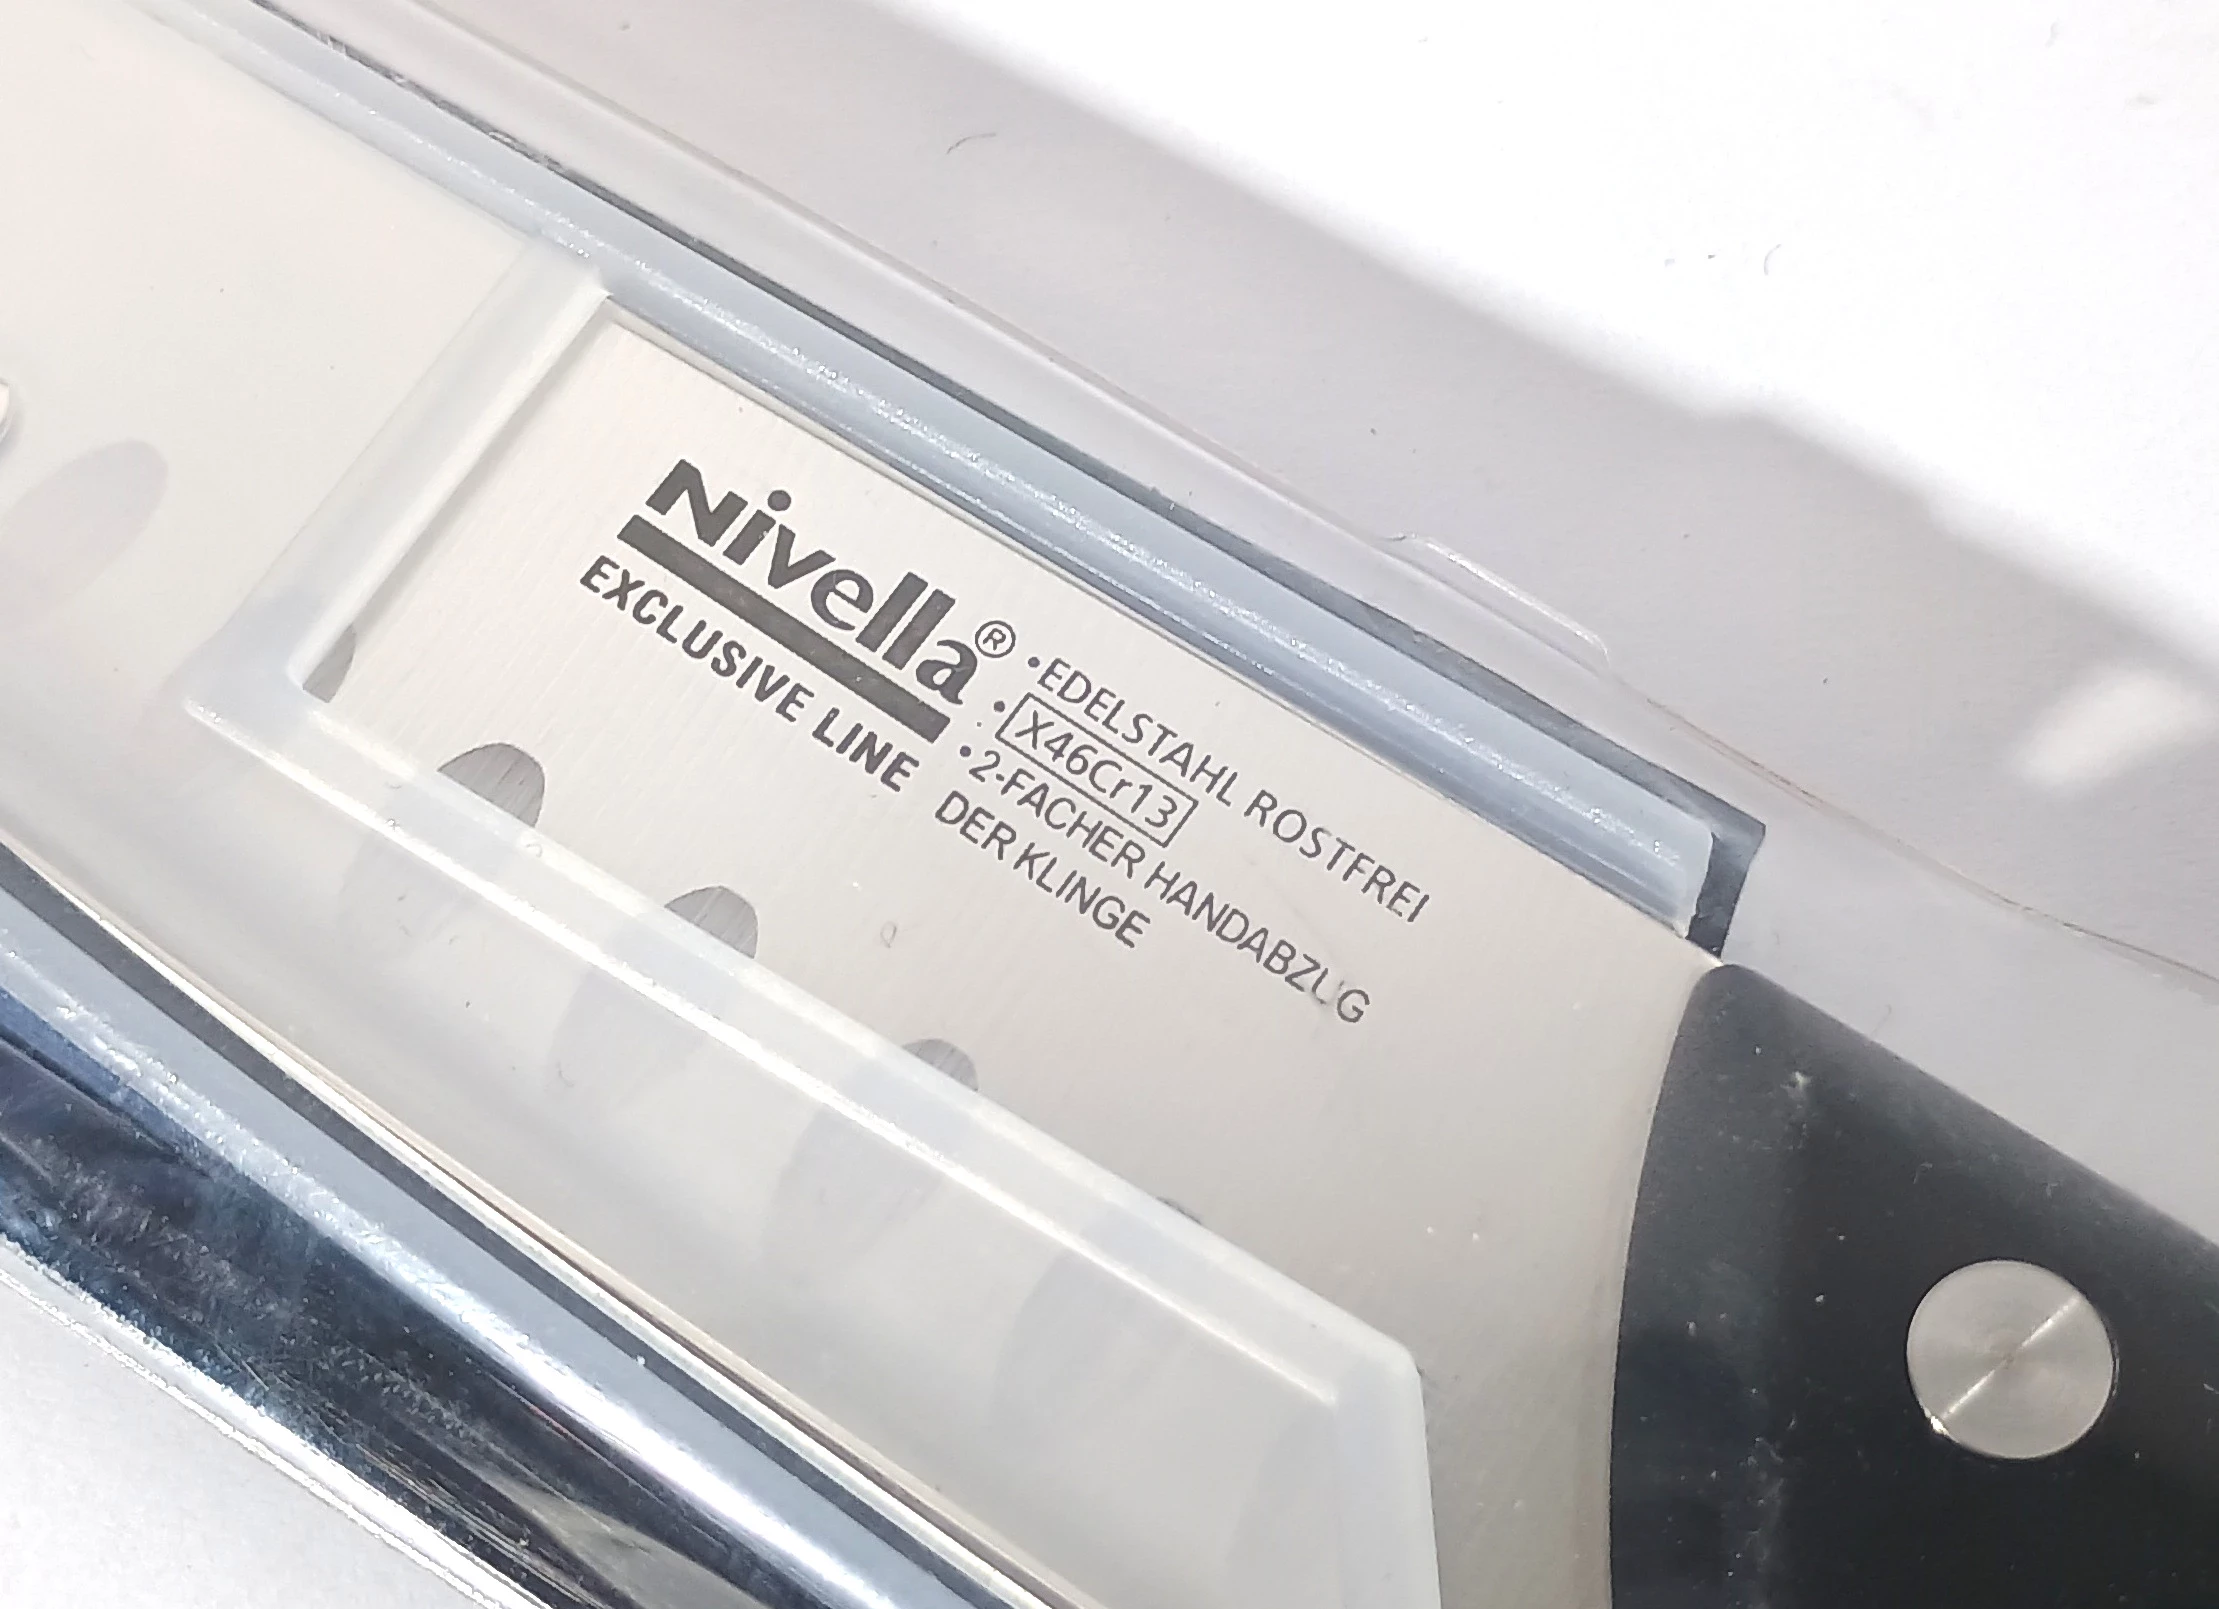 Nivella®
EXCLUSIVE LINE
•EDELSTAHL ROSTFREI
•X46Cr13
•2-FACHER HANDABZUG
DER KLINGE